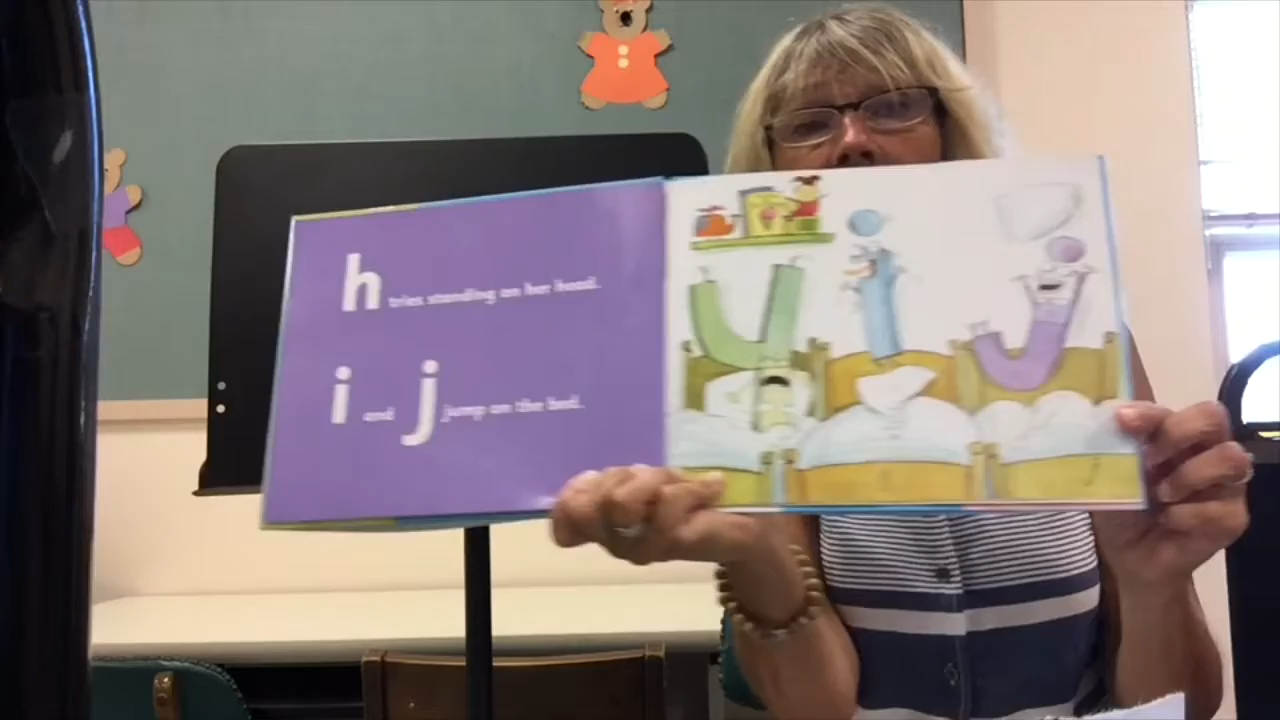 h tries standing on her head.
i and j jump on the bed.